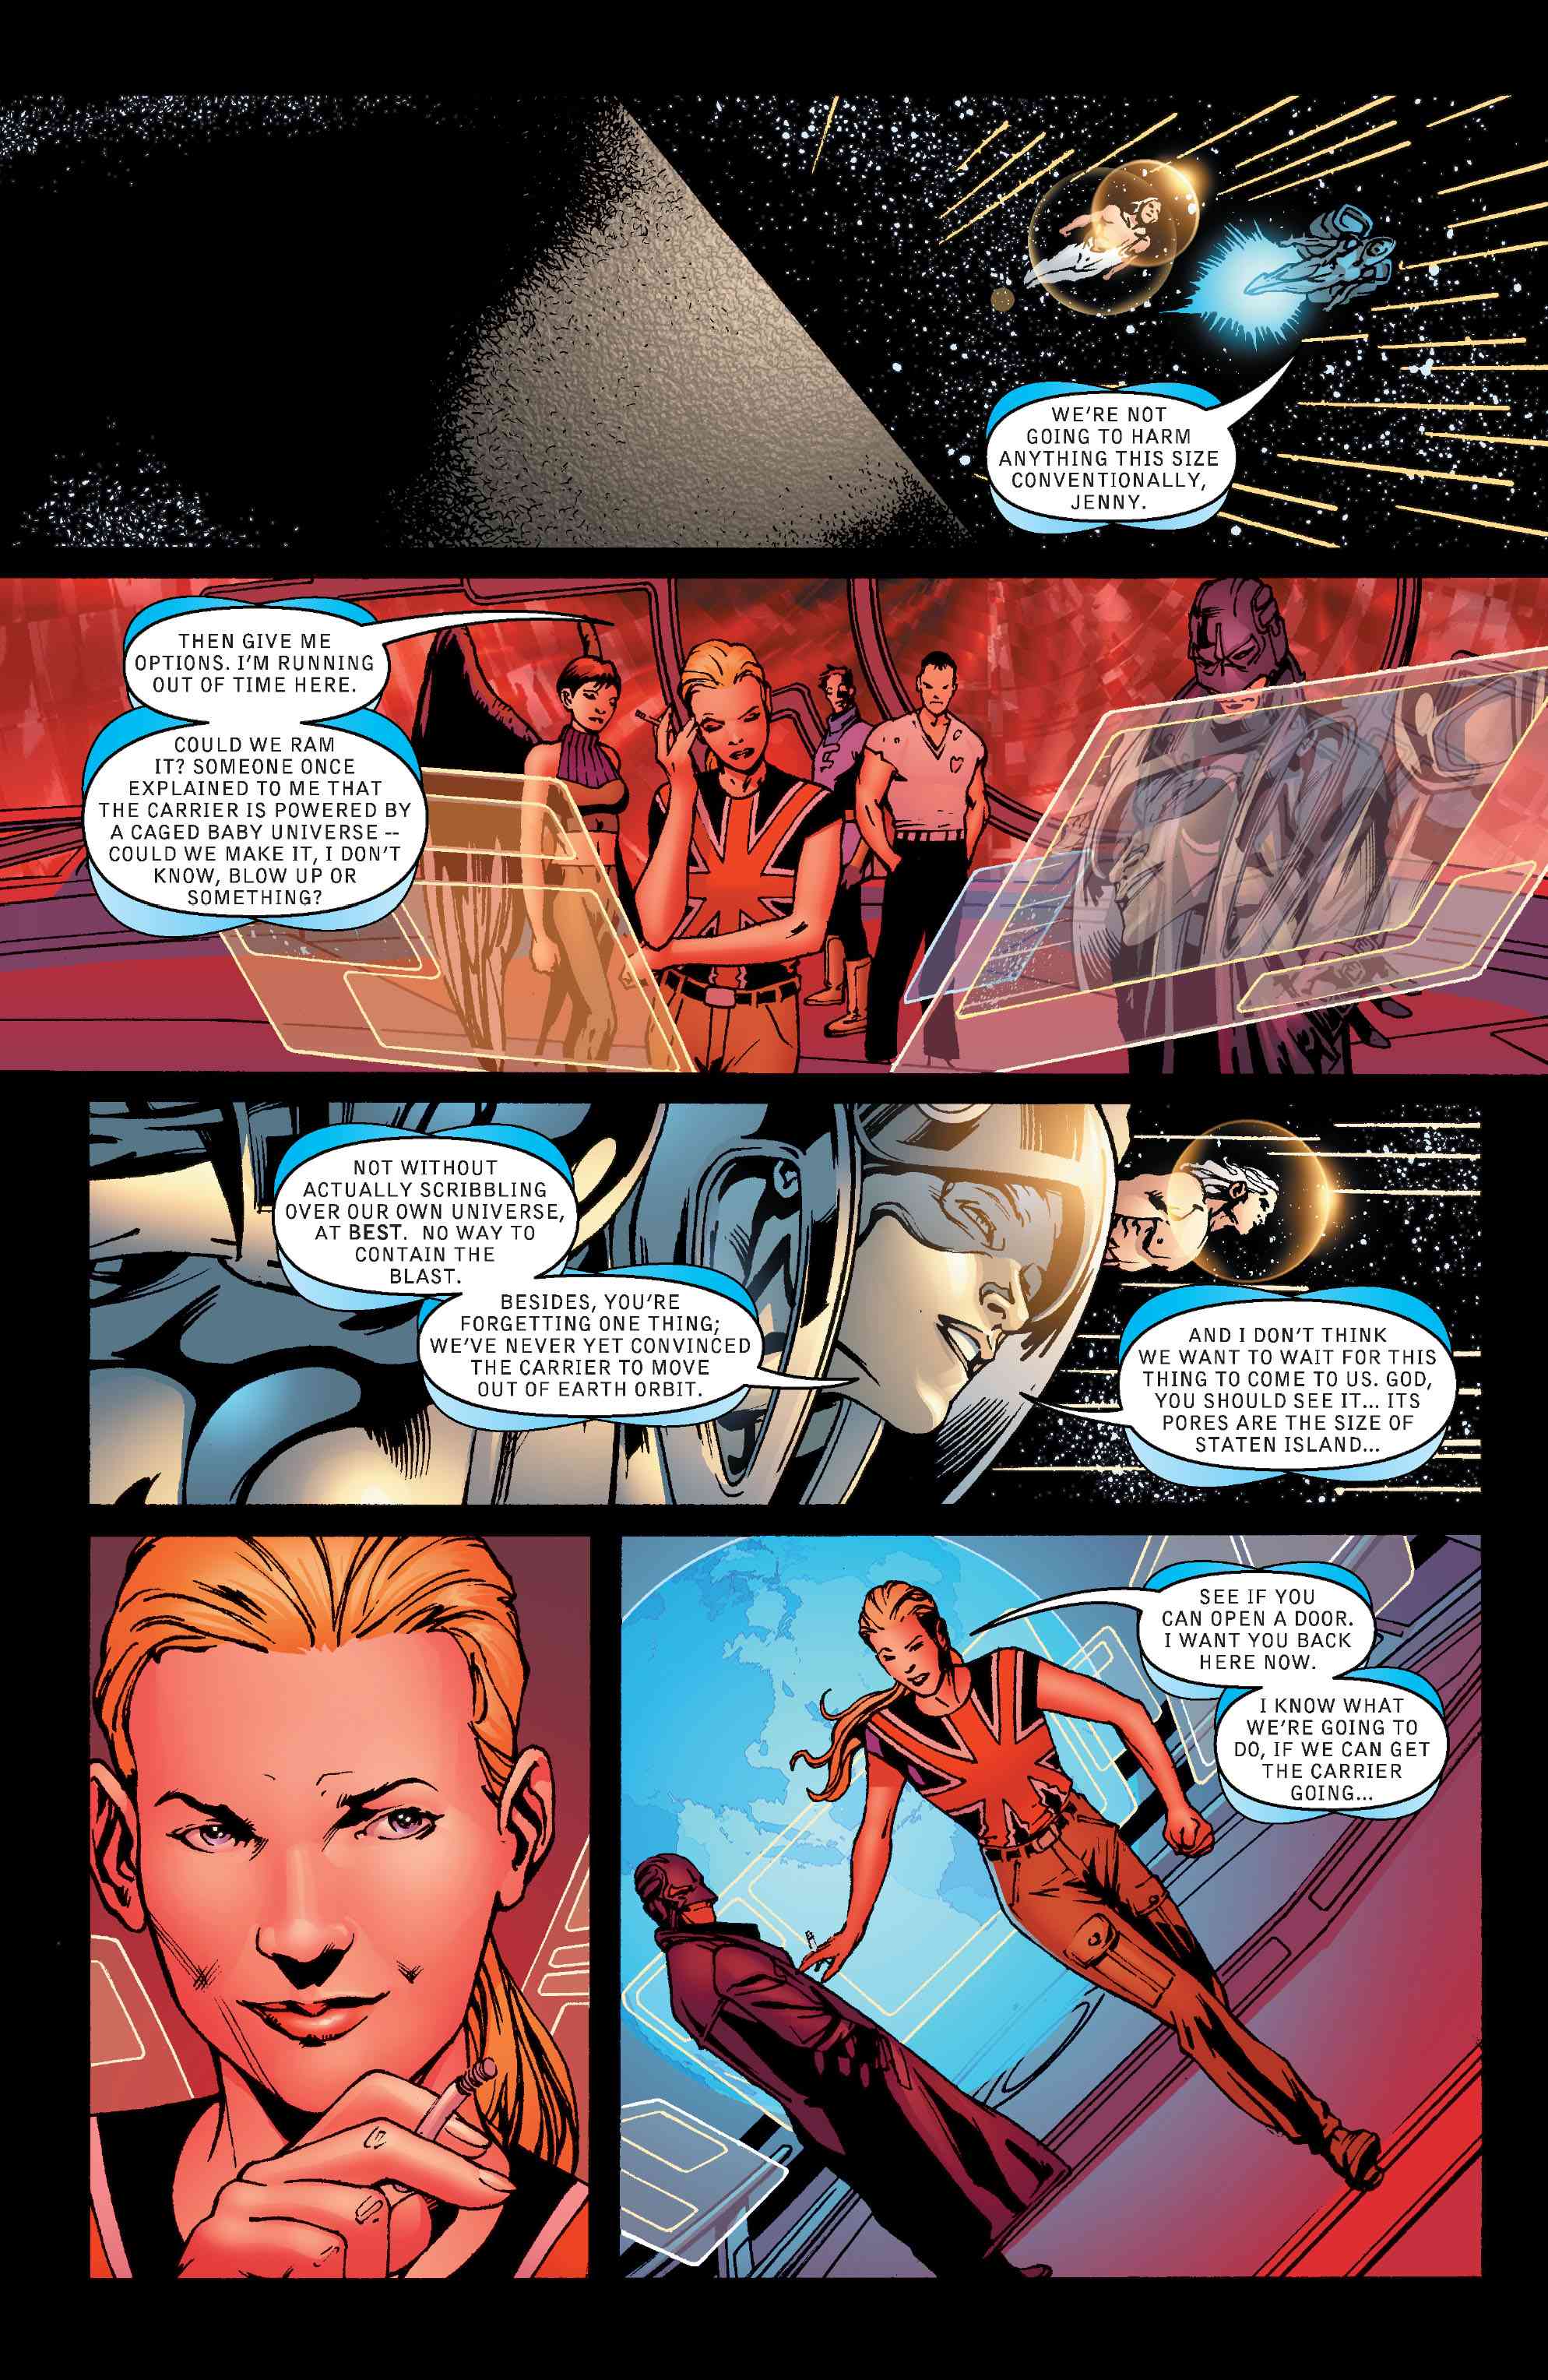 WE'RE NOT
GOING TO HARM
ANYTHING THIS SIZE
CONVENTIONALLY,
JENNY.
THEN GIVE ME
OPTIONS. I'M RUNNING
OUT OF TIME HERE.
COULD WE RAM
IT? SOMEONE ONCE
EXPLAINED TO ME THAT
THE CARRIER IS POWERED BY
A CAGED BABY UNIVERSE --
COULD WE MAKE IT, I DON'T
KNOW, BLOW UP OR
SOMETHING?
NOT WITHOUT
ACTUALLY SCRIBBLING
OVER OUR OWN UNIVERSE,
AT BEST. NO WAY TO
CONTAIN THE
BLAST.
BESIDES, YOU'RE
FORGETTING ONE THING;
WE'VE NEVER YET CONVINCED
THE CARRIER TO MOVE
OUT OF EARTH ORBIT.
AND I DON'T THINK
WE WANT TO WAIT FOR THIS
THING TO COME TO US. GOD,
YOU SHOULD SEE IT... ITS
PORES ARE THE SIZE OF
STATEN ISLAND...
SEE IF YOU
CAN OPEN A DOOR.
I WANT YOU BACK
HERE NOW.
I KNOW WHAT
WE'RE GOING TO
DO, IF WE CAN GET
THE CARRIER
GOING...